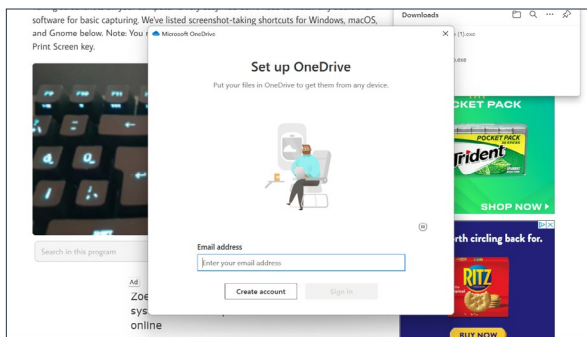 software for basic capturing. We've listed screenshot-taking shortcuts for Windows, macOS,
and Gnome below. Note: You
Print Screen key.
Downloads
(1).exe
.exe
Microsoft OneDrive
Set up OneDrive
Put your files in OneDrive to get them from any device.
Email address
Enter your email address
Create account
Sign in
Search in this program
Ad
Zoe
sys
online
CKET PACK
POCKET PACK
Trident
SHOP NOW
rth circling back for.
RITZ
BUY NOW